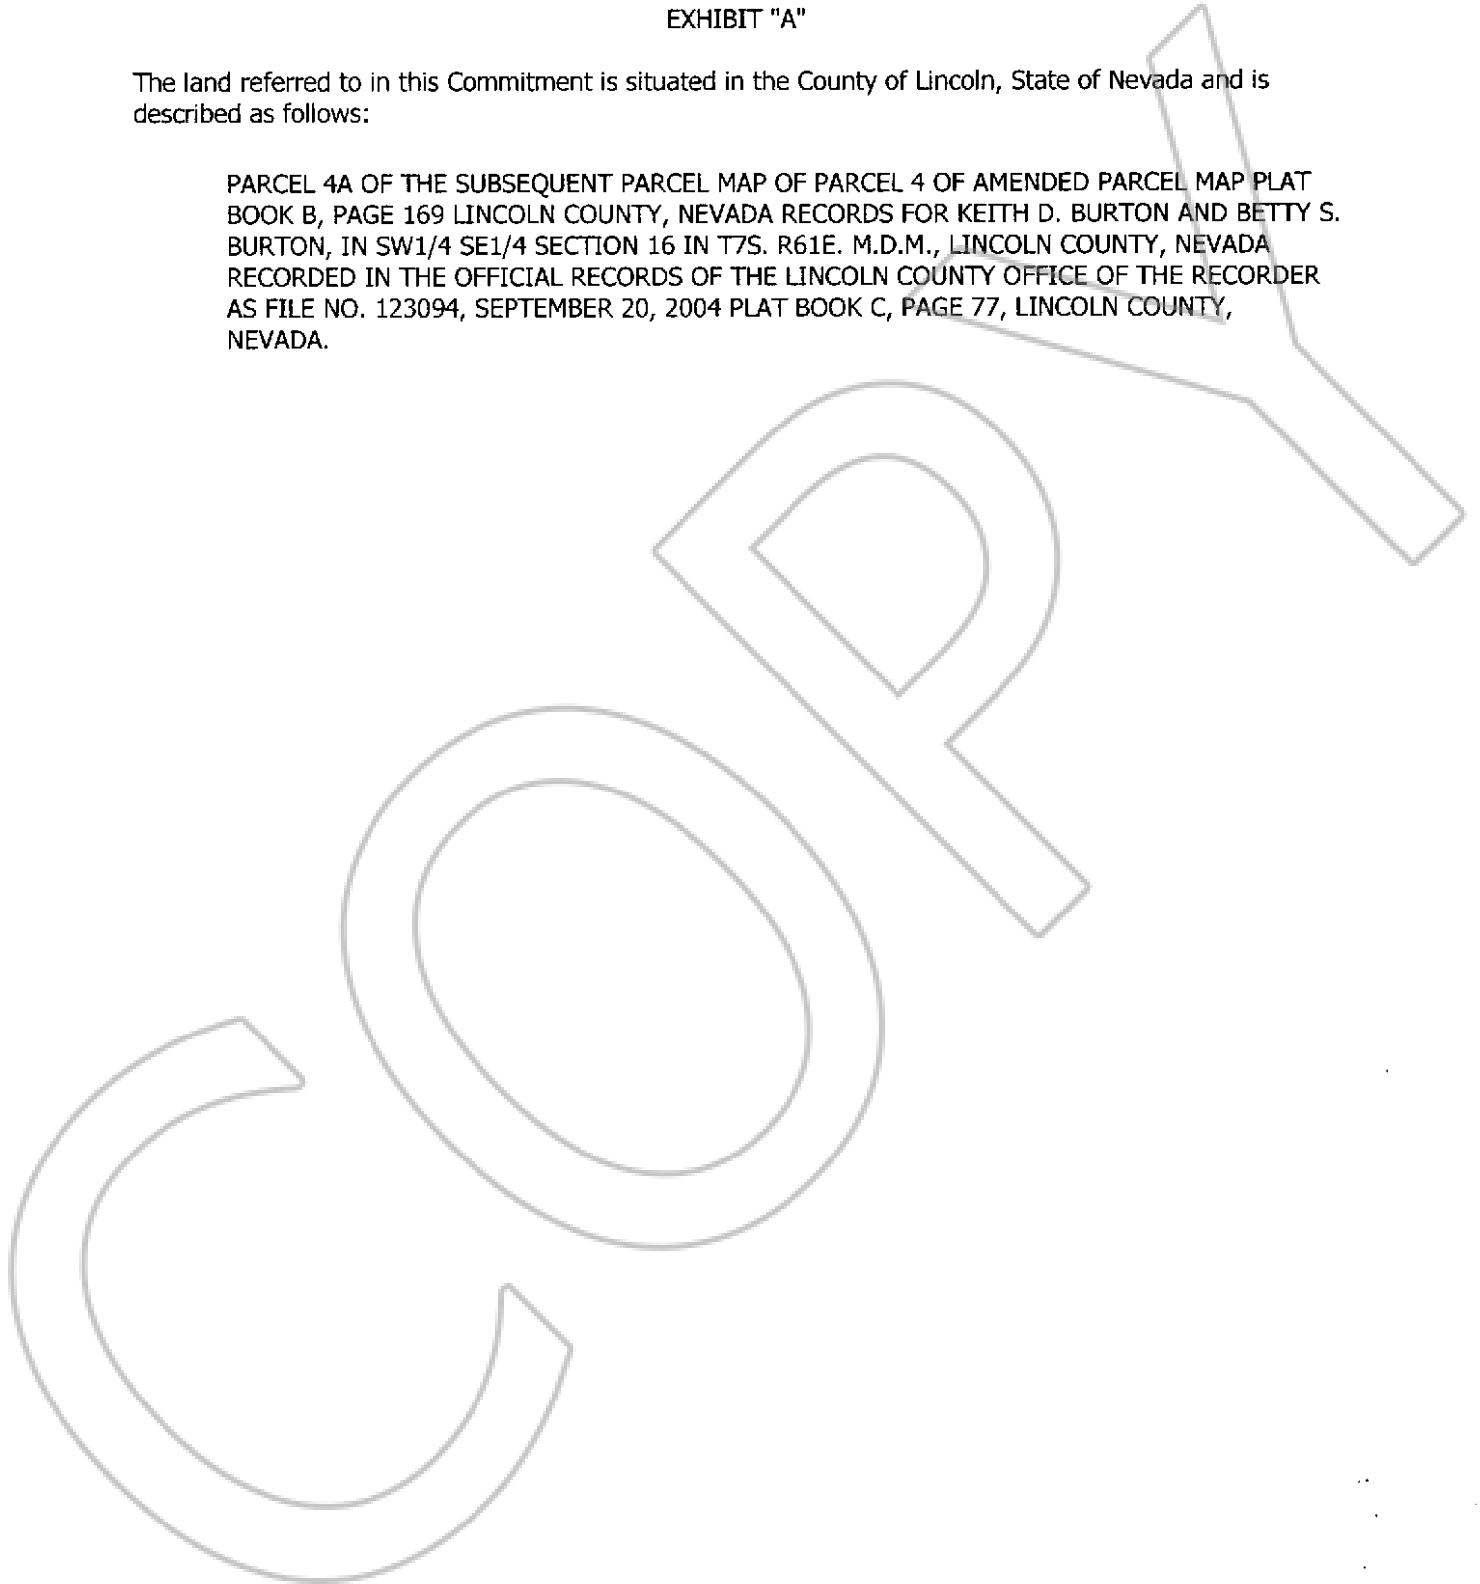 EXHIBIT "A"
The land referred to in this Commitment is situated in the County of Lincoln, State of Nevada and is
described as follows:
PARCEL 4A OF THE SUBSEQUENT PARCEL MAP OF PARCEL 4 OF AMENDED PARCEL MAP PLAT
BOOK B, PAGE 169 LINCOLN COUNTY, NEVADA RECORDS FOR KEITH D. BURTON AND BETTY S.
BURTON, IN SW1/4 SE1/4 SECTION 16 IN T7S. R61E. M.D.M., LINCOLN COUNTY, NEVADA
RECORDED IN THE OFFICIAL RECORDS OF THE LINCOLN COUNTY OFFICE OF THE RECORDER
AS FILE NO. 123094, SEPTEMBER 20, 2004 PLAT BOOK C, PAGE 77, LINCOLN COUNTY,
NEVADA.
COPY